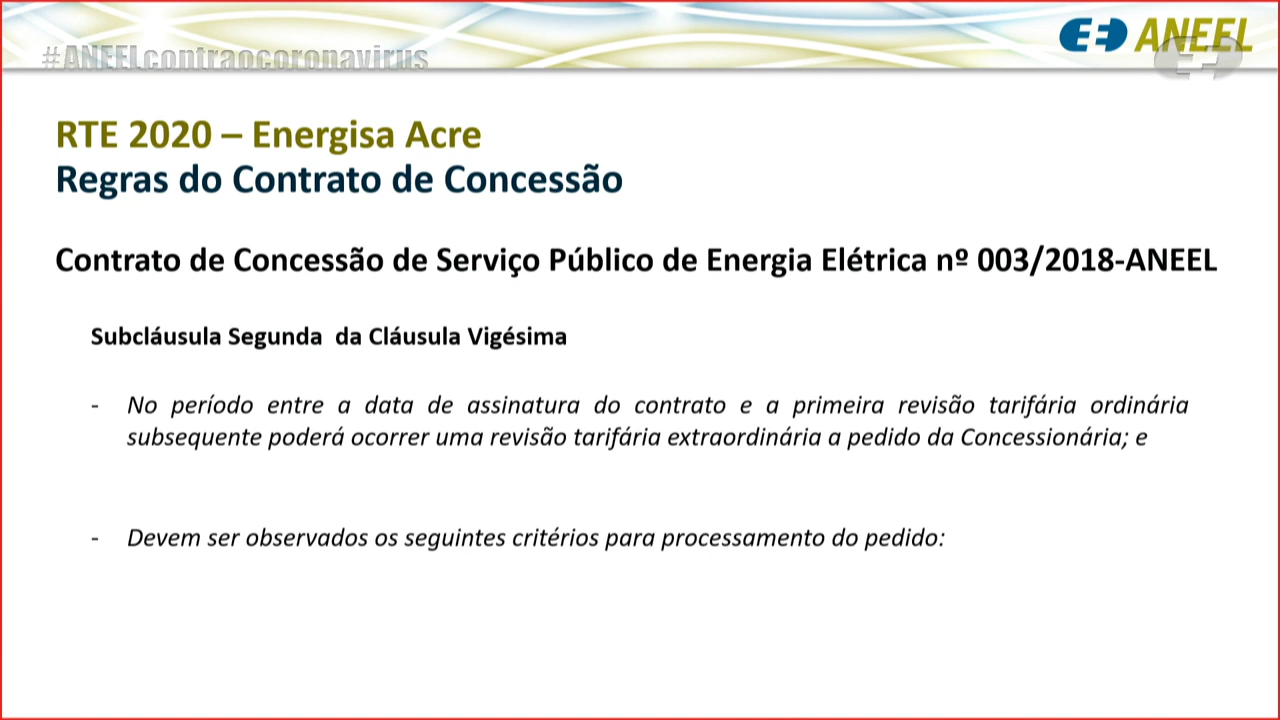 #ANEELcontraocoronavirus
ANEEL
RTE 2020 – Energisa Acre
Regras do Contrato de Concessão
Contrato de Concessão de Serviço Público de Energia Elétrica nº 003/2018-ANEEL
Subcláusula Segunda da Cláusula Vigésima
- No período entre a data de assinatura do contrato e a primeira revisão tarifária ordinária
subsequente poderá ocorrer uma revisão tarifária extraordinária a pedido da Concessionária; e
- Devem ser observados os seguintes critérios para processamento do pedido: